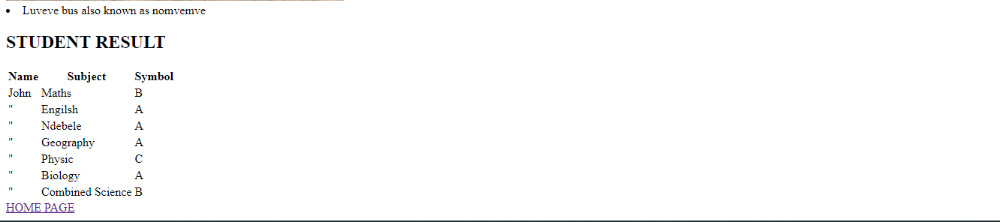 • Luveve bus also known as nomvemve
STUDENT RESULT
Name Subject Symbol
John Maths B
" Engilsh A
" Ndebele A
" Geography A
" Physic C
" Biology A
" Combined Science B
HOME PAGE